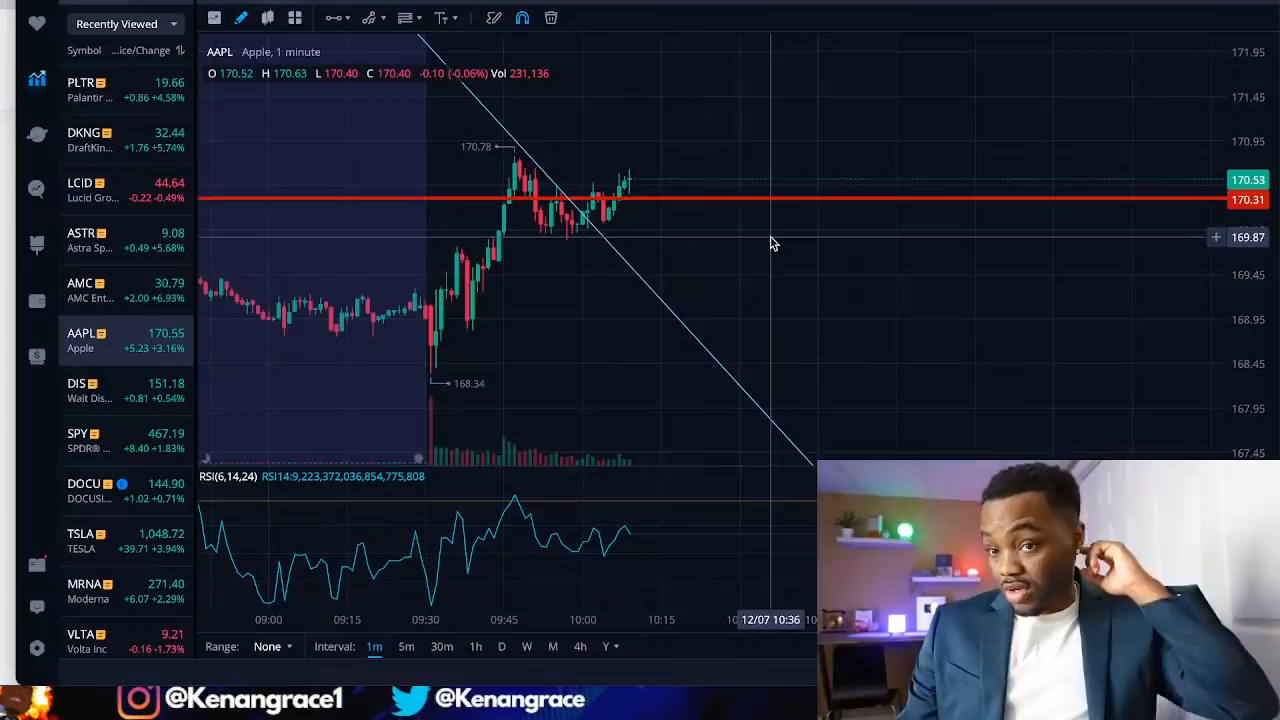 Recently Viewed
Symbol ...ice/Change
PLTR 19.66
Palantir ... +0.86 +4.58%
DKNG 32.44
DraftKin... +1.76 +5.74%
LCID 44.64
Lucid Gro... -0.22 -0.49%
ASTR 9.08
Astra Sp... +0.49 +5.68%
AMC 30.79
AMC Ent... +2.00 +6.93%
AAPL 170.55
Apple +5.23 +3.16%
DIS 151.18
Walt Dis... +0.81 +0.54%
SPY 467.19
SPDR® ... +8.40 +1.83%
DOCU 144.90
DOCUSI... +1.02 +0.71%
TSLA 1,048.72
TESLA +39.71 +3.94%
MRNA 271.40
Moderna +6.07 +2.29%
VLTA 9.21
Volta Inc -0.16 -1.73%
AAPL Apple, 1 minute
O 170.52 H 170.63 L 170.40 C 170.40 -0.10 (-0.06%) Vol 231,136
170.78
168.34
171.95
171.45
170.95
170.53
170.31
169.87
169.45
168.95
168.45
167.95
167.45
RSI(6,14,24) RSI14:9,223,372,036,854,775,808
09:00 09:15 09:30 09:45 10:00 10:15 12/07 10:36
Range: None Interval: 1m 5m 30m 1h D W M 4h Y
@Kenangrace1 @Kenangrace